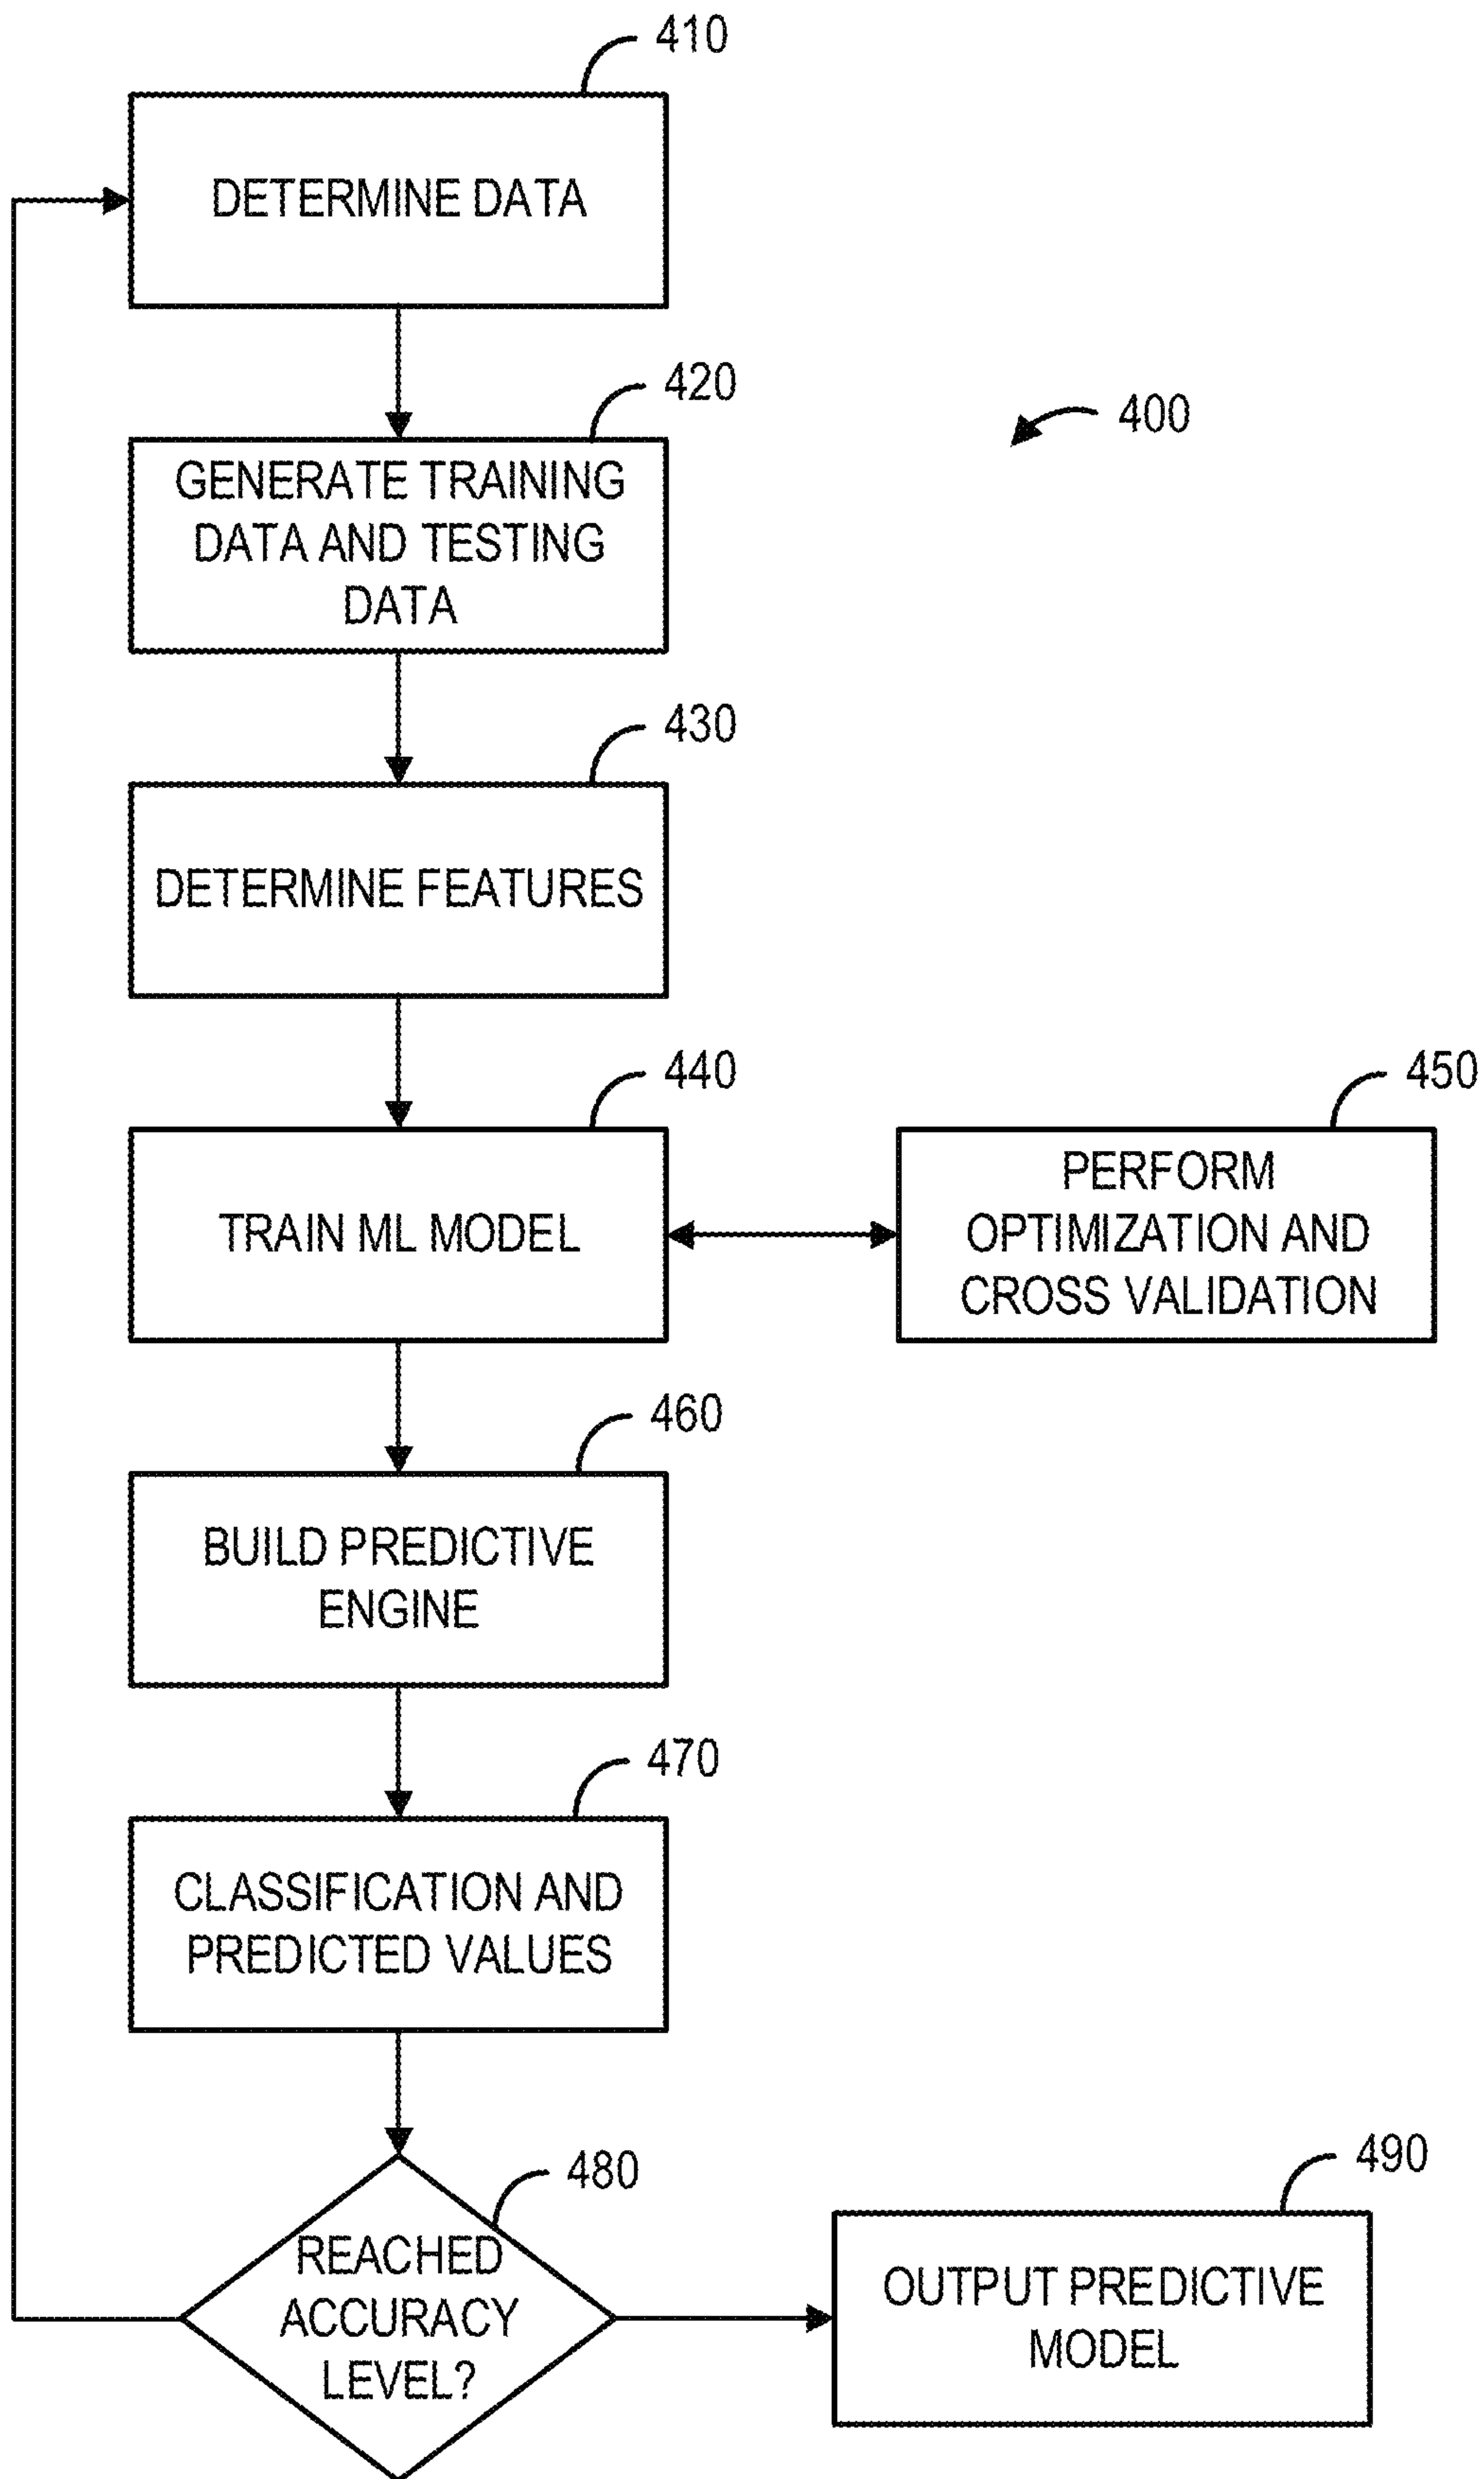 410
DETERMINE DATA
420
400
GENERATE TRAINING
DATA AND TESTING
DATA
430
DETERMINE FEATURES
440
450
TRAIN ML MODEL
PERFORM
OPTIMIZATION AND
CROSS VALIDATION
460
BUILD PREDICTIVE
ENGINE
470
CLASSIFICATION AND
PREDICTED VALUES
480
490
REACHED
ACCURACY
LEVEL?
OUTPUT PREDICTIVE
MODEL